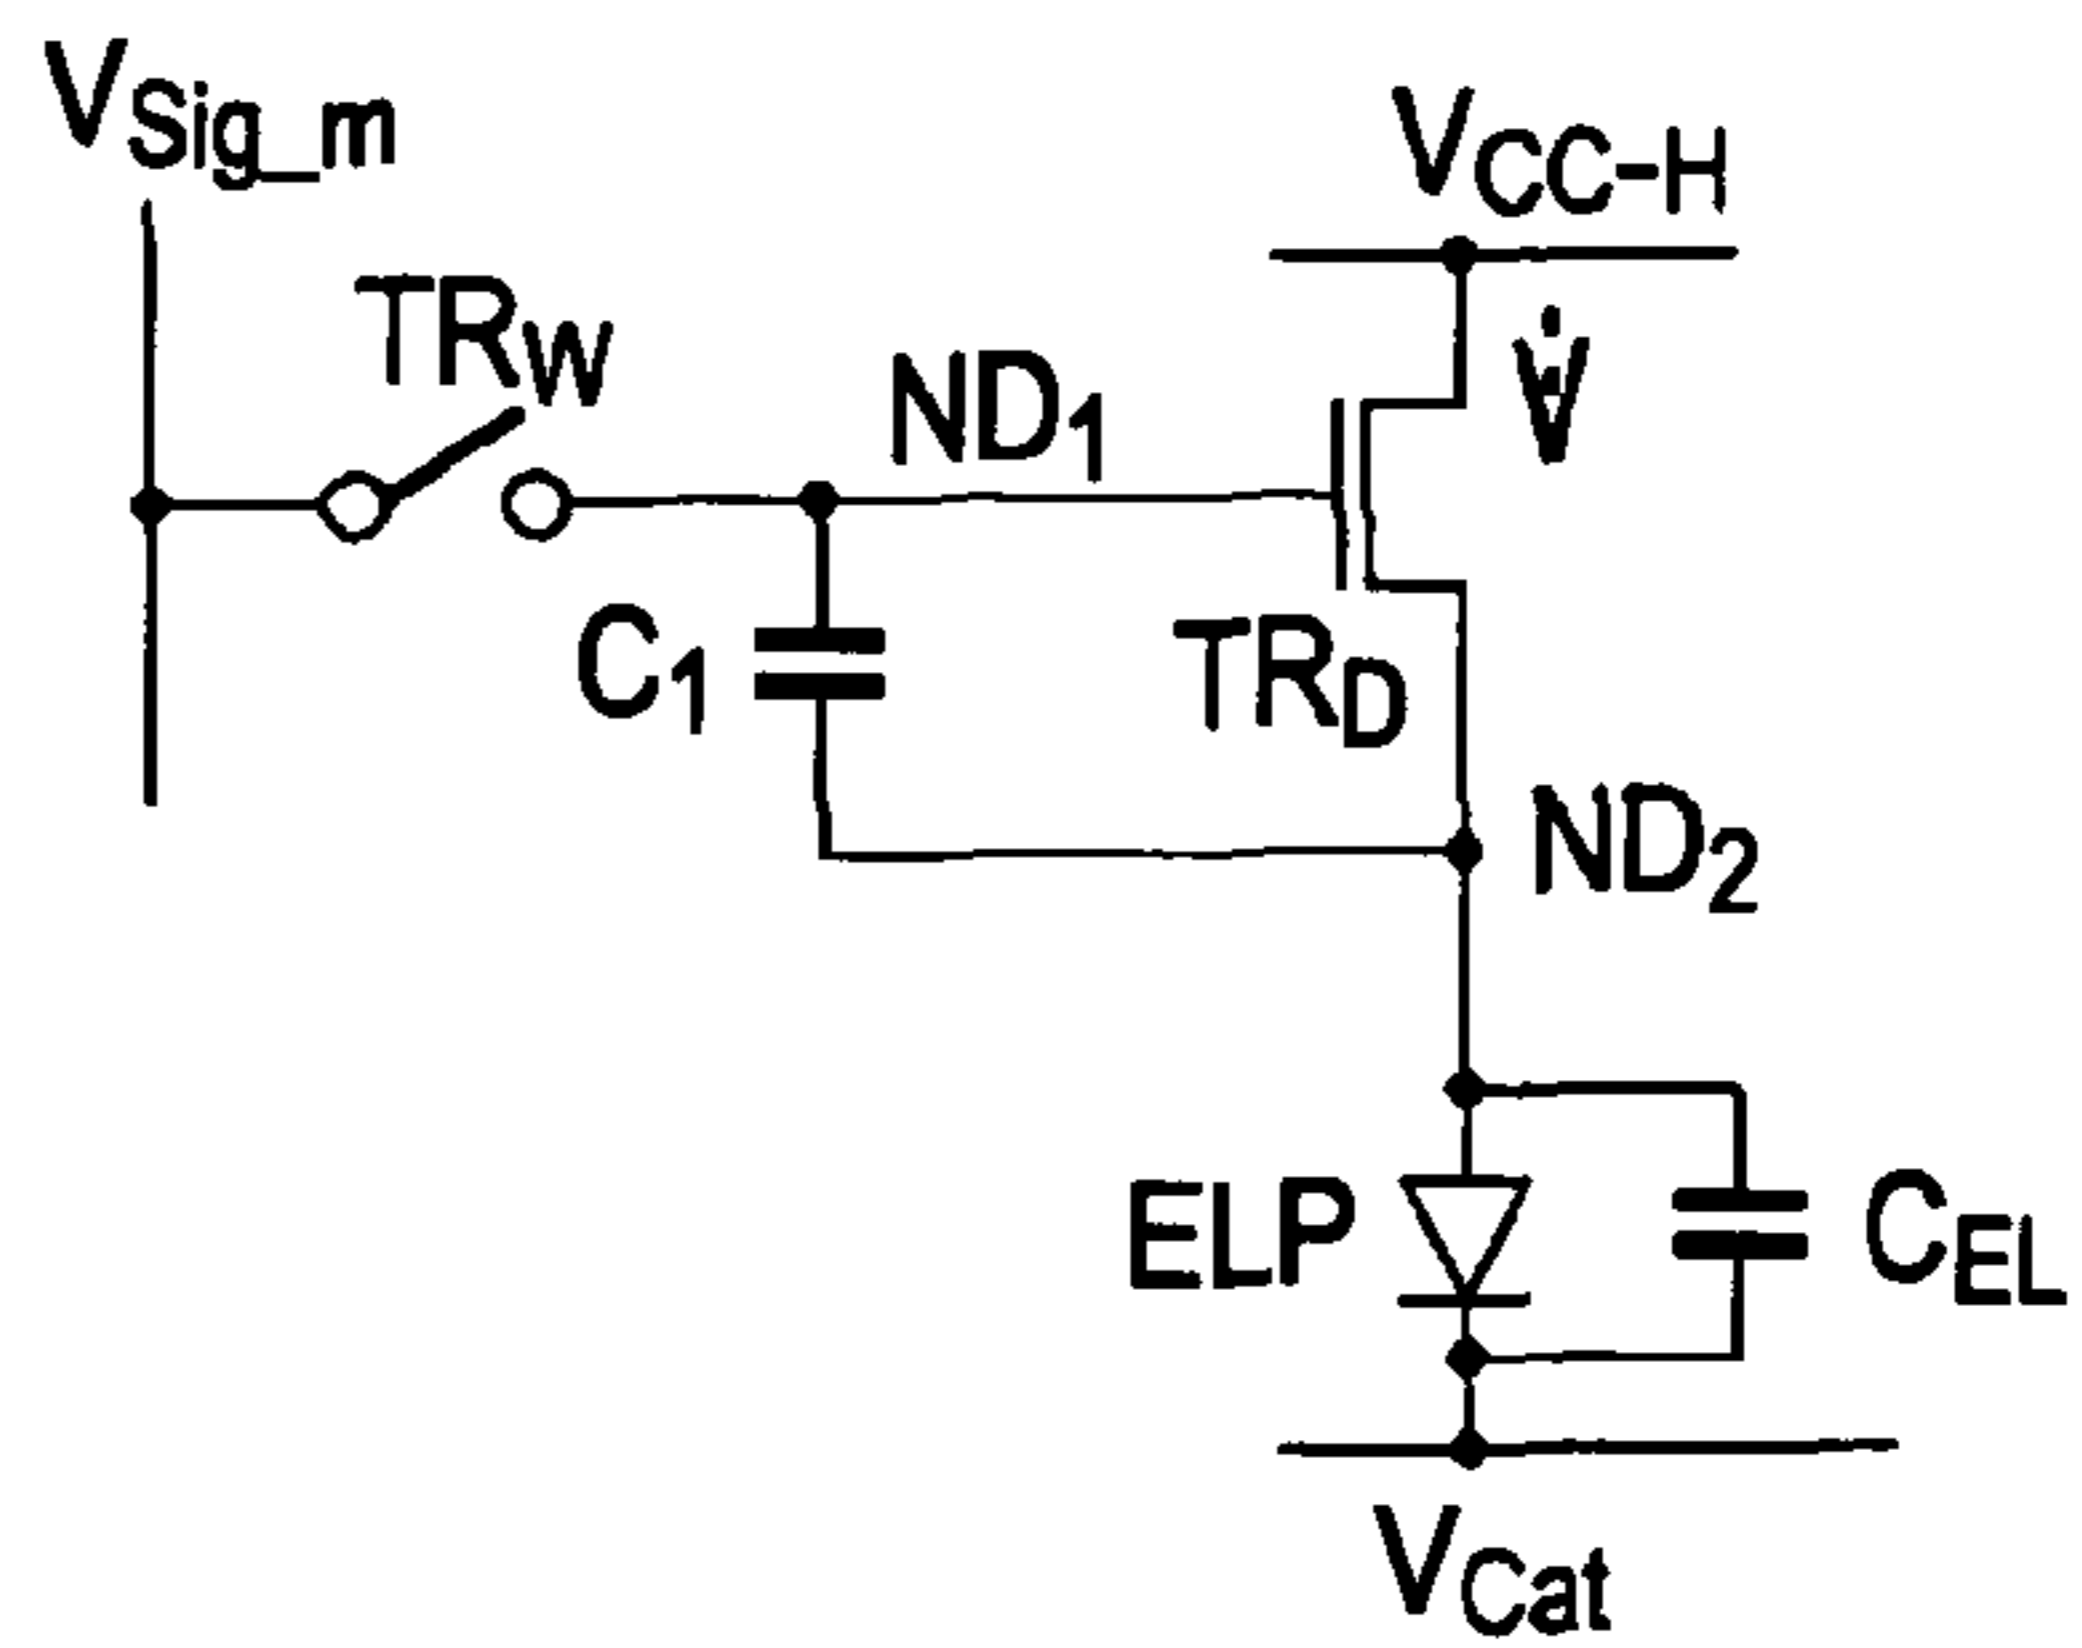 VSig_m
VCC-H
TRW
ND1
C1
TRD
ND2
ELP
CEL
VCat